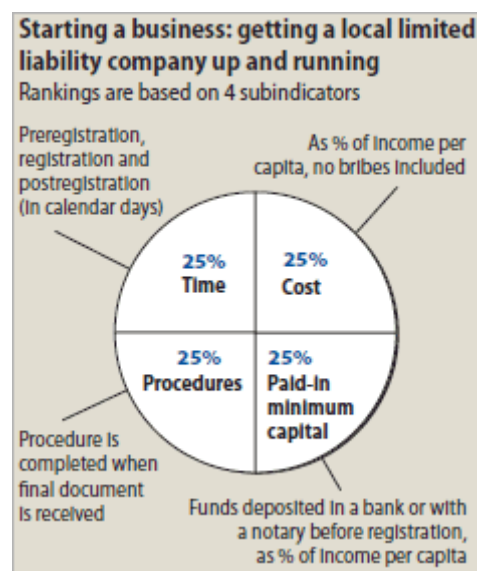 Starting a business: getting a local limited
liability company up and running
Rankings are based on 4 subindicators
Preregistration,
registration and
postregistration
(in calendar days)
As % of income per
capita, no bribes included
25%
Time
25%
Cost
25%
Procedures
25%
Paid-in
minimum
capital
Procedure is
completed when
final document
is received
Funds deposited in a bank or with
a notary before registration,
as % of income per capita